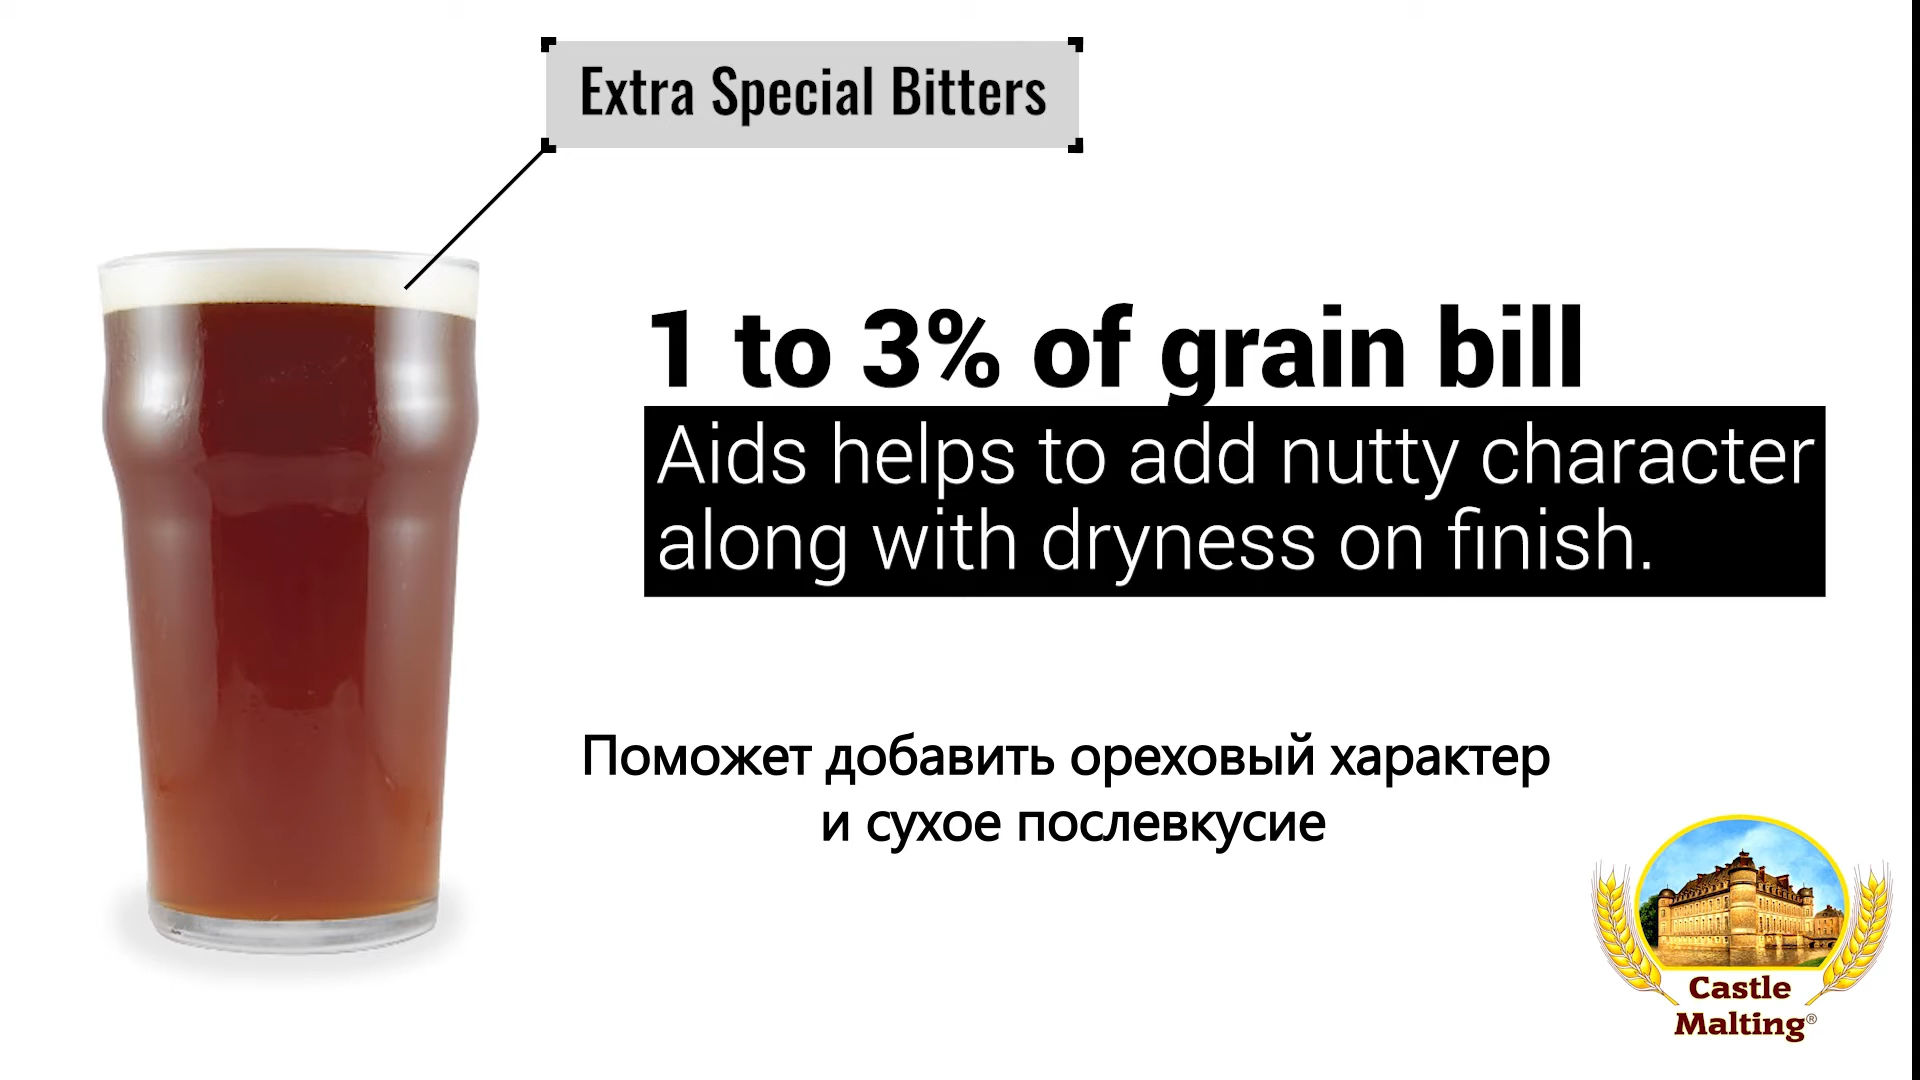 Extra Special Bitters
1 to 3% of grain bill
Aids helps to add nutty character
along with dryness on finish.
Поможет добавить ореховый характер
и сухое послевкусие
Castle
Malting®